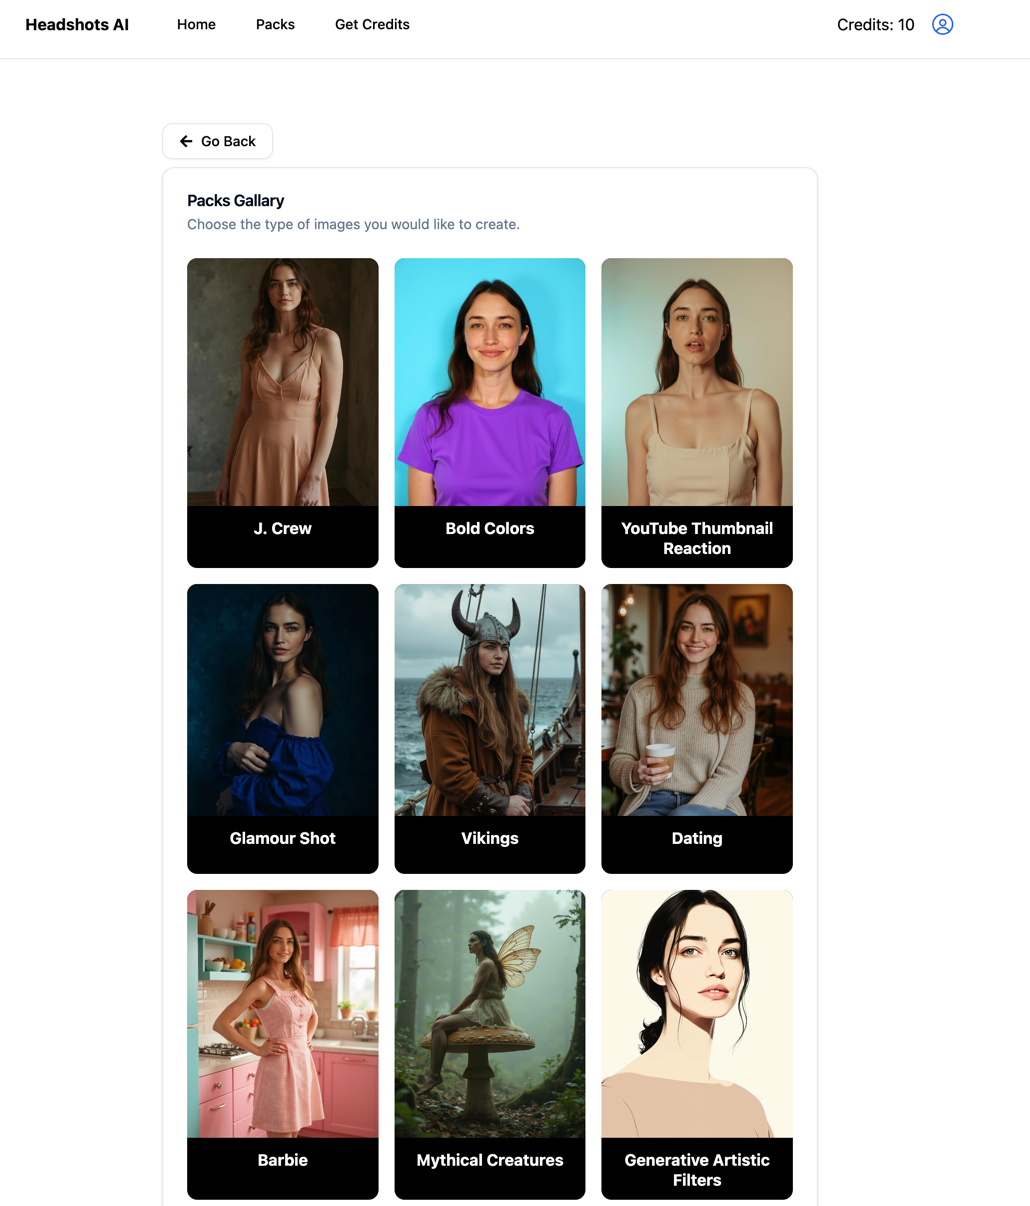 Headshots AI
Home
Packs
Get Credits
Credits: 10
Go Back
Packs Gallary
Choose the type of images you would like to create.
J. Crew
Bold Colors
YouTube Thumbnail
Reaction
Glamour Shot
Vikings
Dating
Barbie
Mythical Creatures
Generative Artistic
Filters